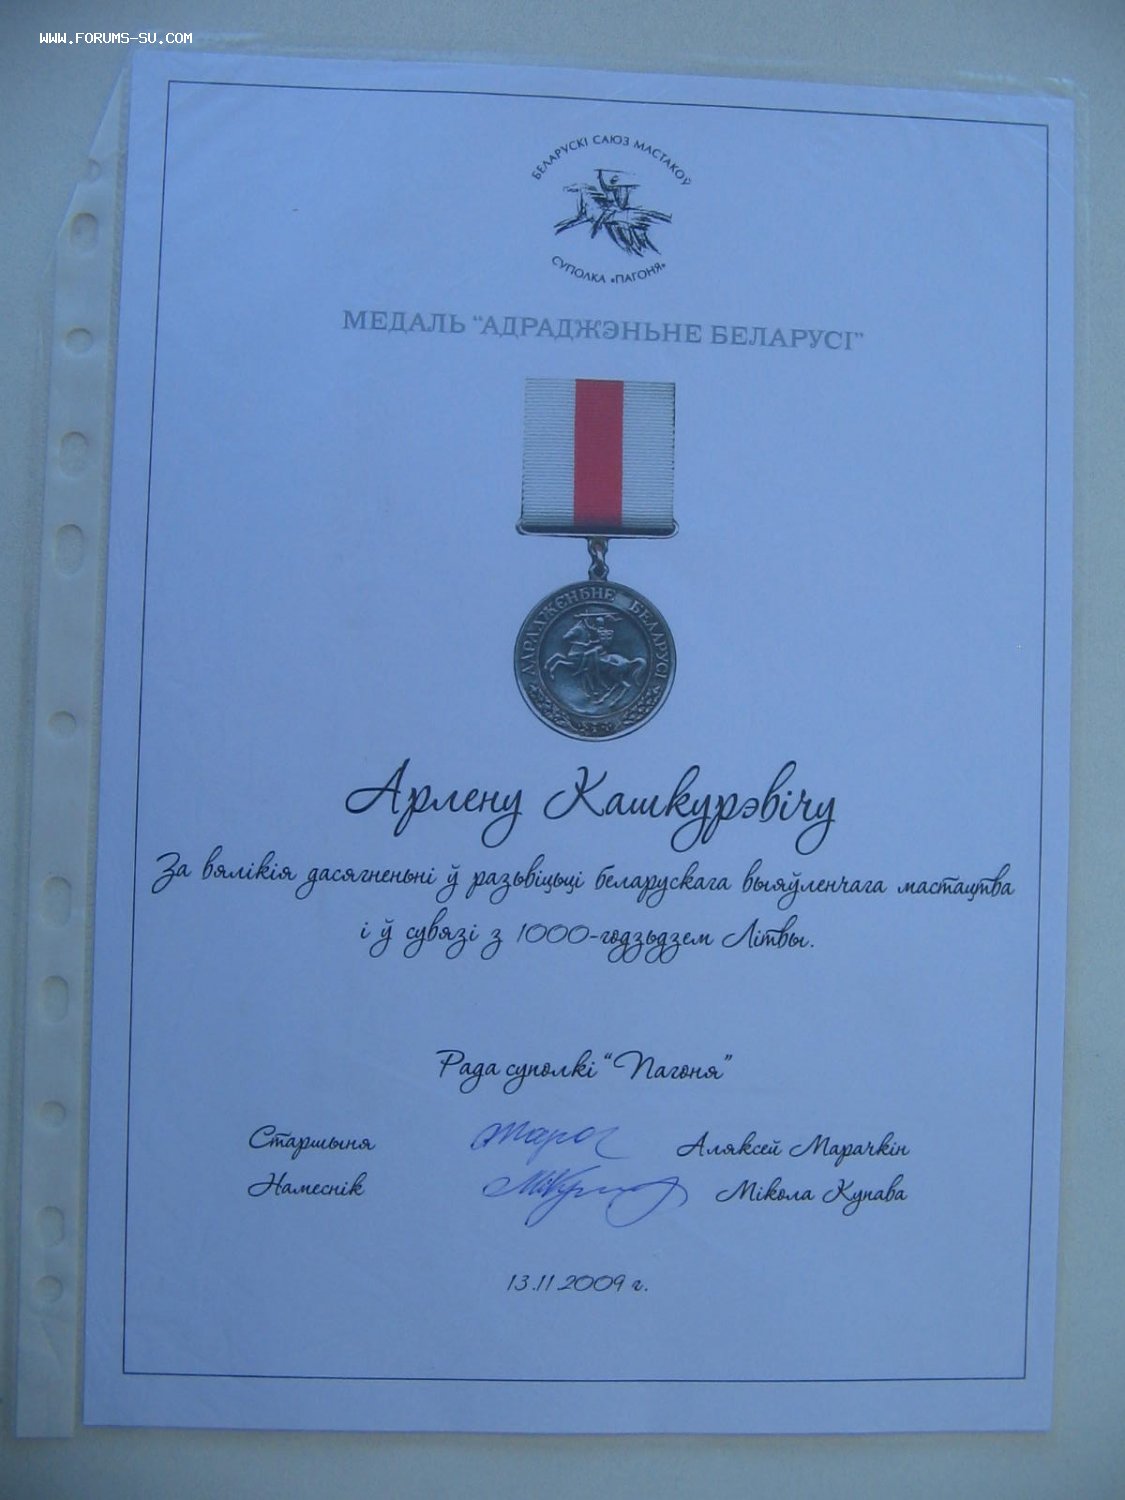 WWW.FORUMS-SU.COM
БЕЛАРУСКІ САЮЗ МАСТАКОЎ
СУПОЛКА «ПАГОНЯ»
МЕДАЛЬ “АДРАДЖЭНЬНЕ БЕЛАРУСІ”
АДРАДЖЄНЬНЕ БЕЛАРУСІ
Арлену Кашкурэвічу
За вялікія дасягненьні ў разьвіцьці беларускага выяўленчага мастацтва
і ў сувязі з 1000-годзьдзем Літвы.
Рада суполкі “Пагоня”
Старшыня Аляксей Марачкін
Намеснік Мікола Купава
13.11.2009 г.